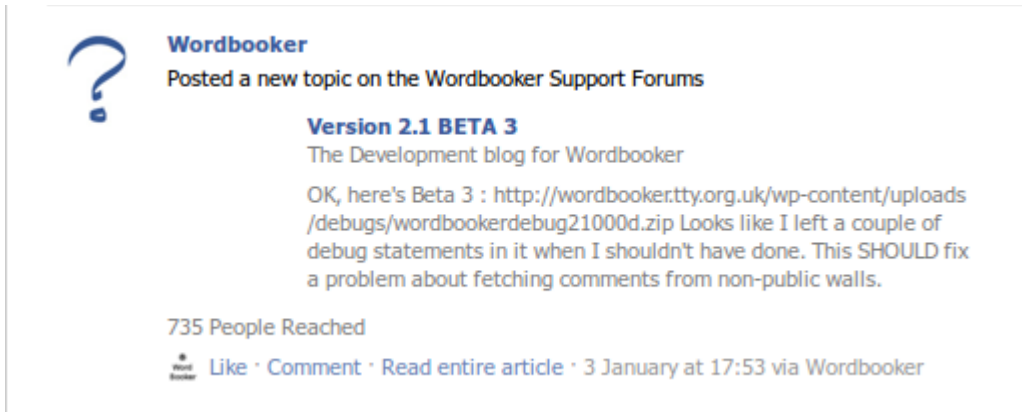 Wordbooker
Posted a new topic on the Wordbooker Support Forums
Version 2.1 BETA 3
The Development blog for Wordbooker
OK, here's Beta 3 : http://wordbooker.tty.org.uk/wp-content/uploads
/debugs/wordbookerdebug21000d.zip Looks like I left a couple of
debug statements in it when I shouldn't have done. This SHOULD fix
a problem about fetching comments from non-public walls.
735 People Reached
Word
Booker
Like · Comment · Read entire article · 3 January at 17:53 via Wordbooker